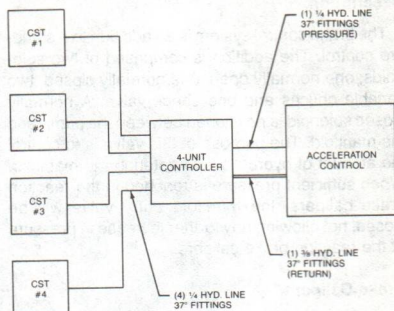 CST
#1
CST
#2
CST
#3
CST
#4
4-UNIT
CONTROLLER
ACCELERATION
CONTROL
(1) ¼ HYD. LINE
37° FITTINGS
(PRESSURE)
(1) ⅜ HYD. LINE
37° FITTINGS
(RETURN)
(4) ¼ HYD. LINE
37° FITTINGS